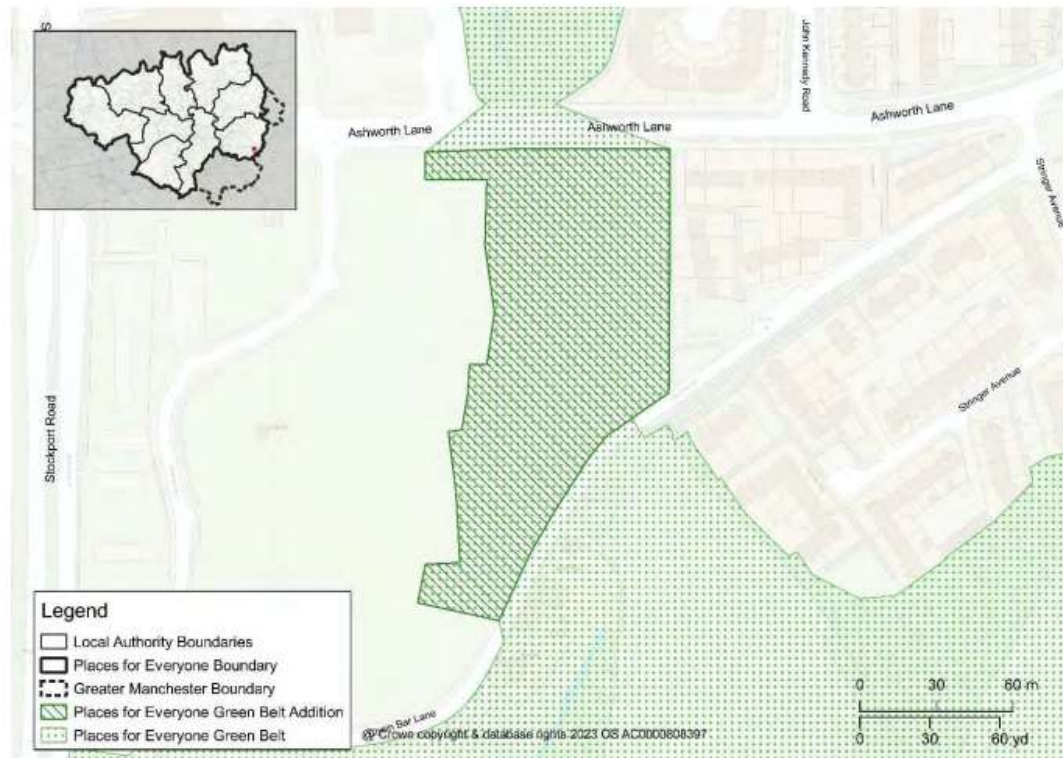 S
John Kennedy Road
Ashworth Lane
Ashworth Lane
Ashworth Lane
Stringer Avenue
Stringer Avenue
Stockport Road
Legend
Local Authority Boundaries
Places for Everyone Boundary
Greater Manchester Boundary
Places for Everyone Green Belt Addition
Places for Everyone Green Belt
Bar Lane
@ Crown copyright & database rights 2023 OS AC0000808397
0 30 60 m
0 30 60 yd